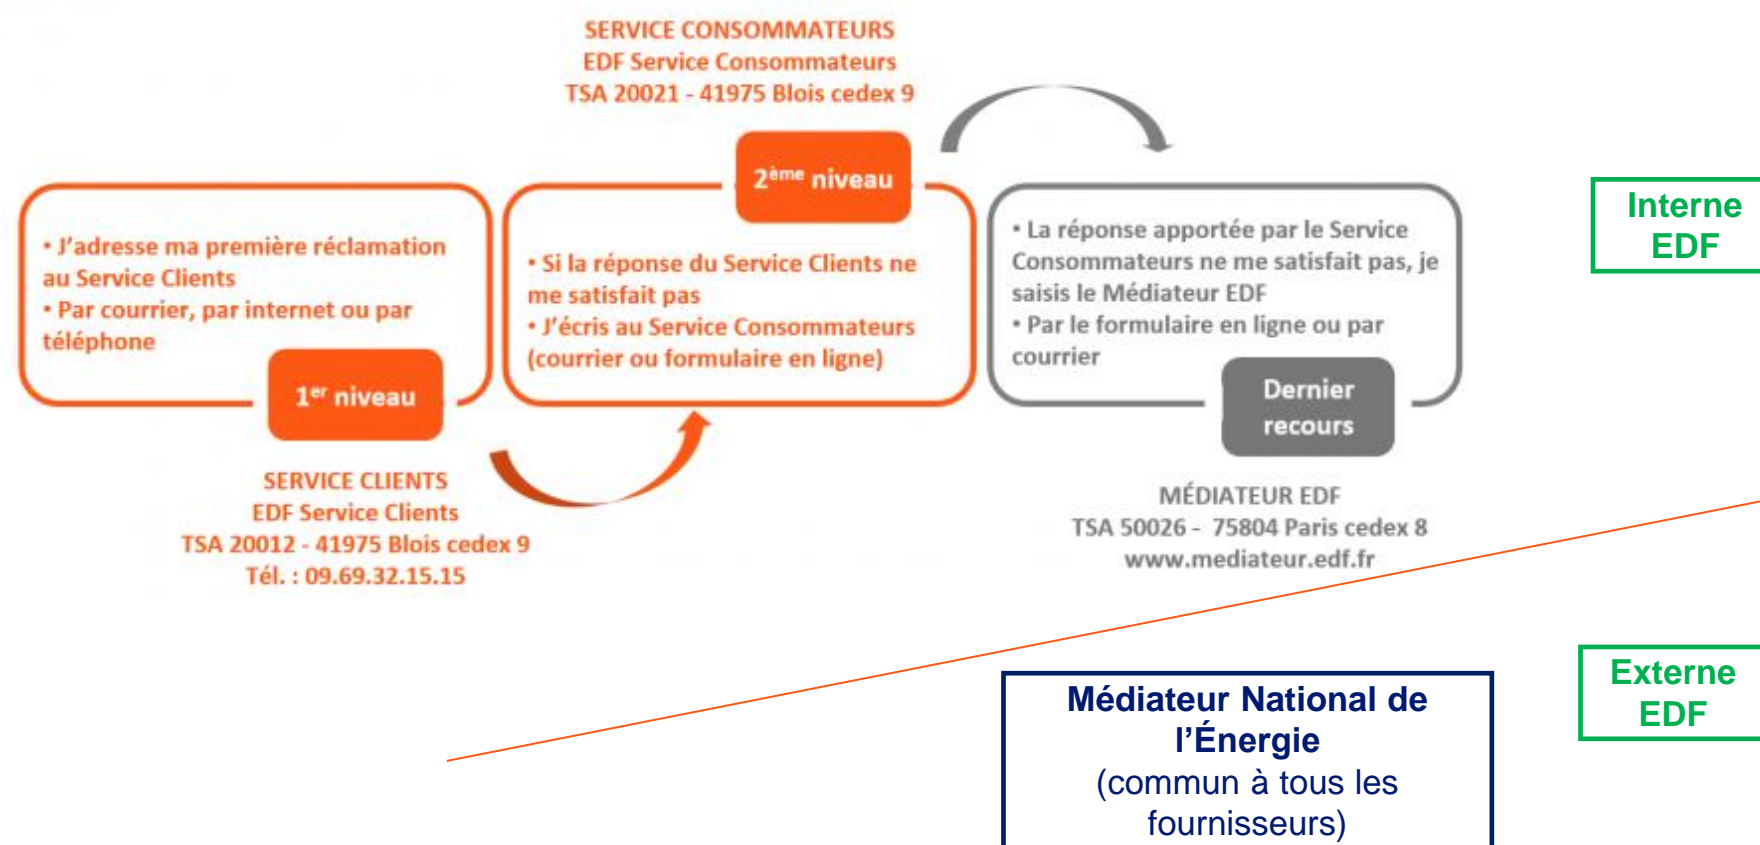 SERVICE CONSOMMATEURS
EDF Service Consommateurs
TSA 20021 - 41975 Blois cedex 9
2ème niveau
• J’adresse ma première réclamation
au Service Clients
• Par courrier, par internet ou par
téléphone
1er niveau
SERVICE CLIENTS
EDF Service Clients
TSA 20012 - 41975 Blois cedex 9
Tél. : 09.69.32.15.15
• Si la réponse du Service Clients ne
me satisfait pas
• J’écris au Service Consommateurs
(courrier ou formulaire en ligne)
• La réponse apportée par le Service
Consommateurs ne me satisfait pas, je
saisis le Médiateur EDF
• Par le formulaire en ligne ou par
courrier
Dernier
recours
MÉDIATEUR EDF
TSA 50026 - 75804 Paris cedex 8
www.mediateur.edf.fr
Interne
EDF
Externe
EDF
Médiateur National de
l’Énergie
(commun à tous les
fournisseurs)